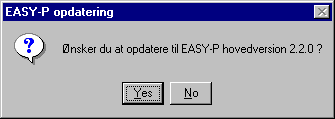 EASY-P opdatering
Ønsker du at opdatere til EASY-P hovedversion 2.2.0 ?
Yes No